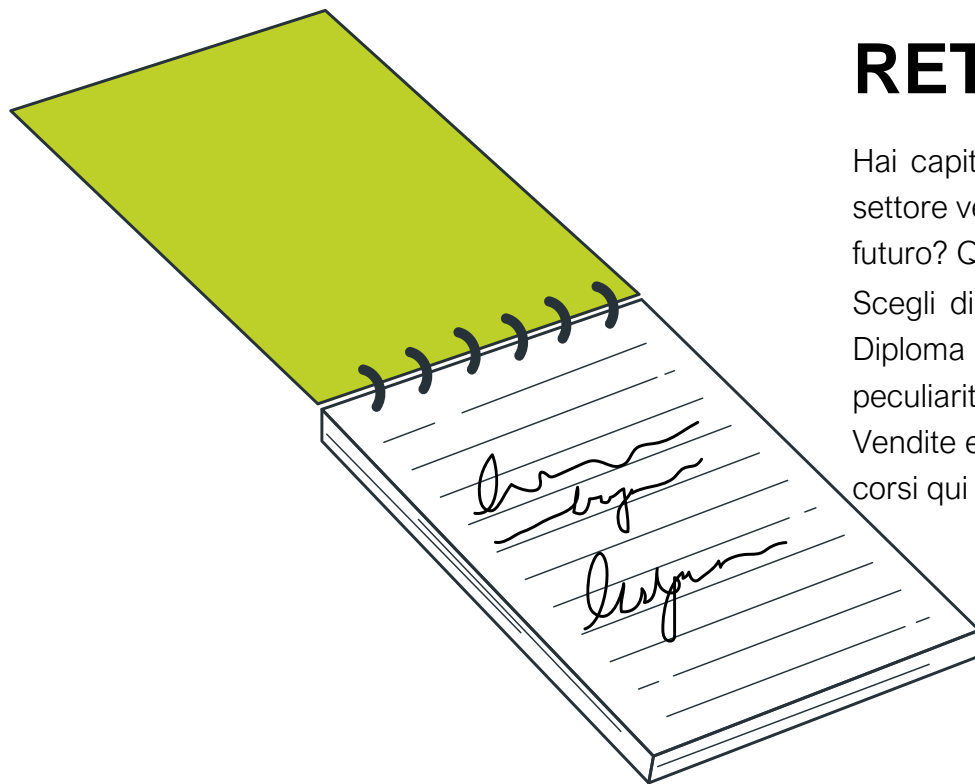 RET
Hai capit
settore ve
futuro? Q
Scegli di
Diploma
peculiarit
Vendite e
corsi qui